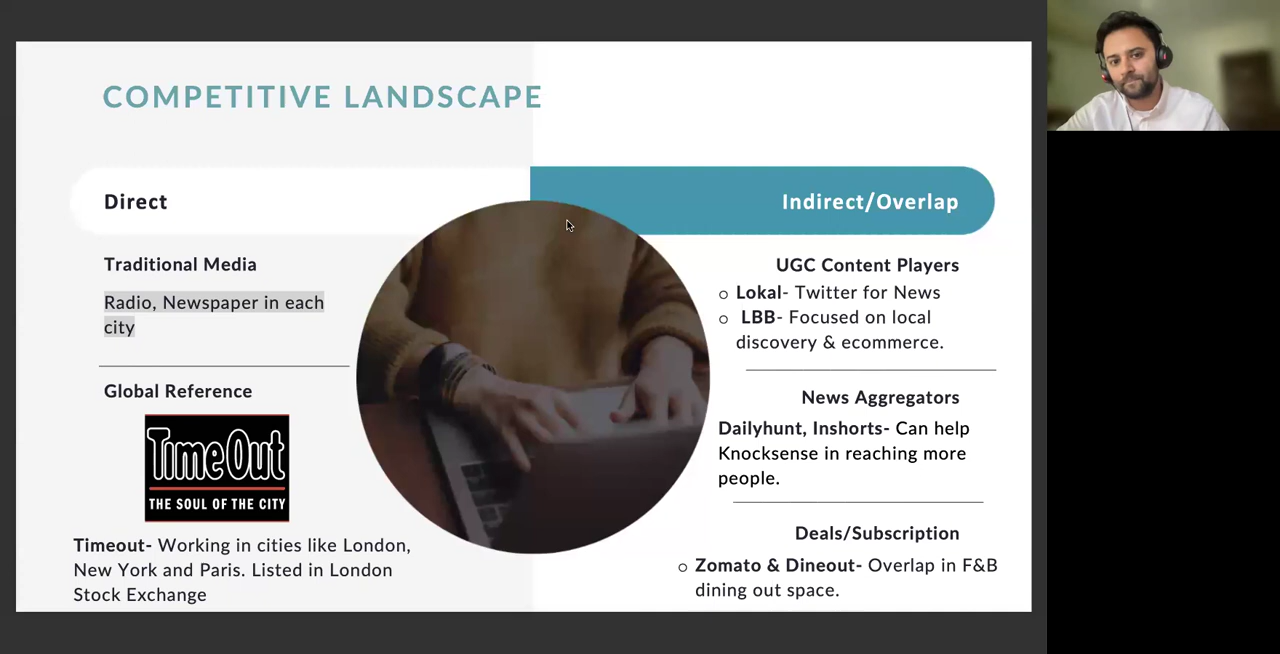 COMPETITIVE LANDSCAPE
Direct
Traditional Media
Radio, Newspaper in each
city
Global Reference
TimeOut
THE SOUL OF THE CITY
Timeout- Working in cities like London,
New York and Paris. Listed in London
Stock Exchange
Indirect/Overlap
UGC Content Players
Lokal- Twitter for News
LBB- Focused on local
discovery & ecommerce.
News Aggregators
Dailyhunt, Inshorts- Can help
Knocksense in reaching more
people.
Deals/Subscription
Zomato & Dineout- Overlap in F&B
dining out space.